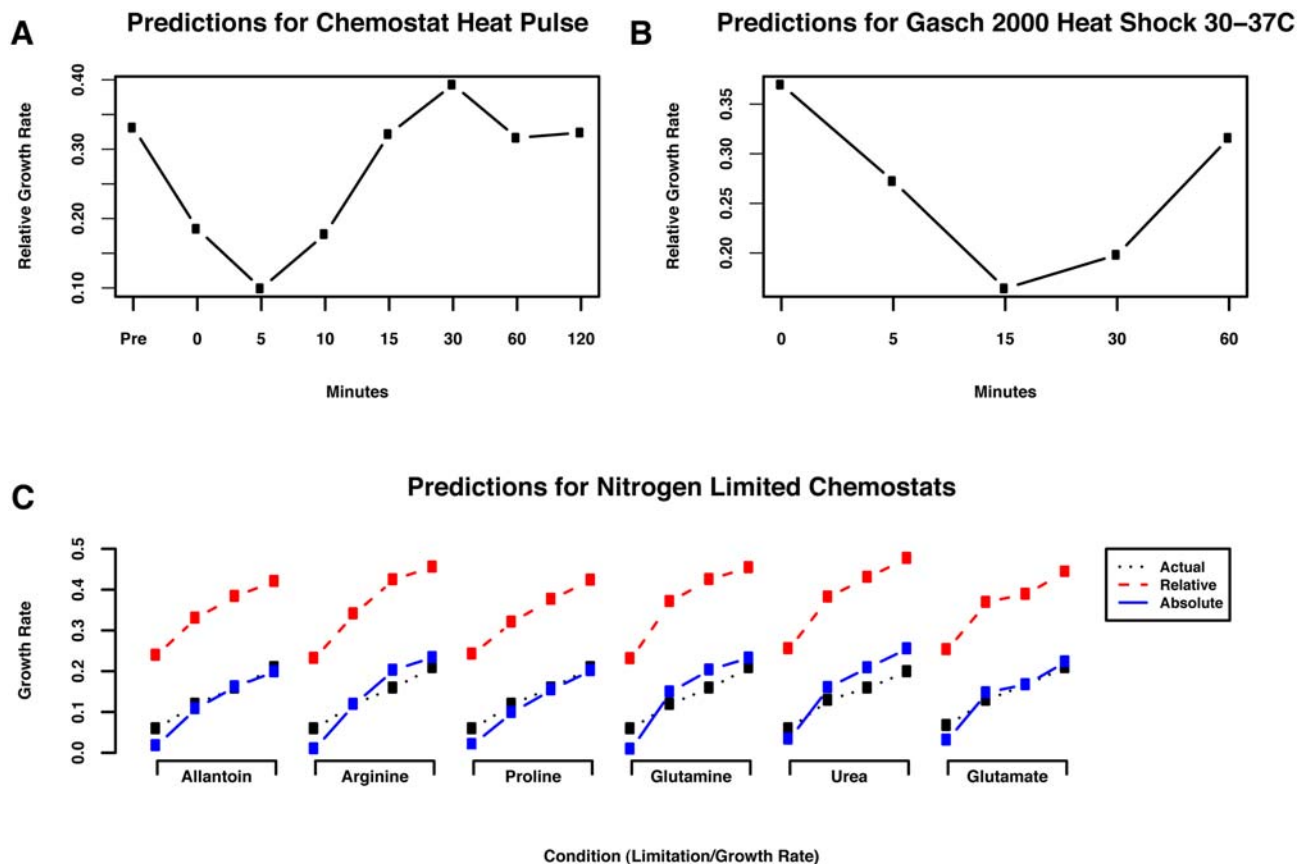 A
Predictions for Chemostat Heat Pulse
Relative Growth Rate
0.40
0.30
0.20
0.10
Pre 0 5 10 15 30 60 120
Minutes
B
Predictions for Gasch 2000 Heat Shock 30–37C
Relative Growth Rate
0.35
0.30
0.25
0.20
0 5 15 30 60
Minutes
C
Predictions for Nitrogen Limited Chemostats
Growth Rate
0.5
0.4
0.3
0.2
0.1
0.0
Allantoin Arginine Proline Glutamine Urea Glutamate
Condition (Limitation/Growth Rate)
Actual
Relative
Absolute